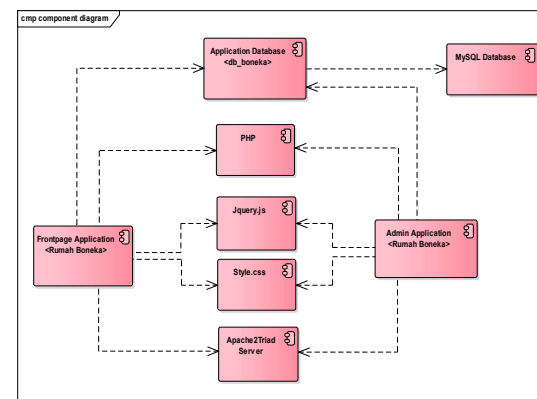 cmp component diagram
Application Database
<db_boneka>
MySQL Database
PHP
Jquery.js
Frontpage Application
<Rumah Boneka>
Admin Application
<Rumah Boneka>
Style.css
Apache2Triad
Server